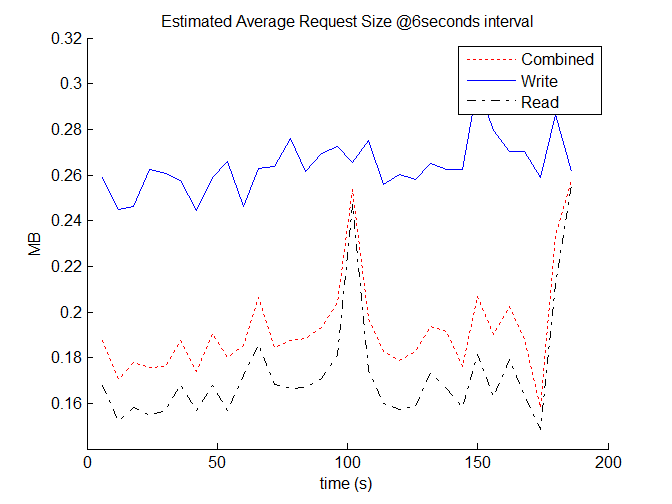 Estimated Average Request Size @6seconds interval
0.32
0.3
0.28
0.26
0.24
0.22
0.2
0.18
0.16
MB
Combined
Write
Read
0
50
100
150
200
time (s)